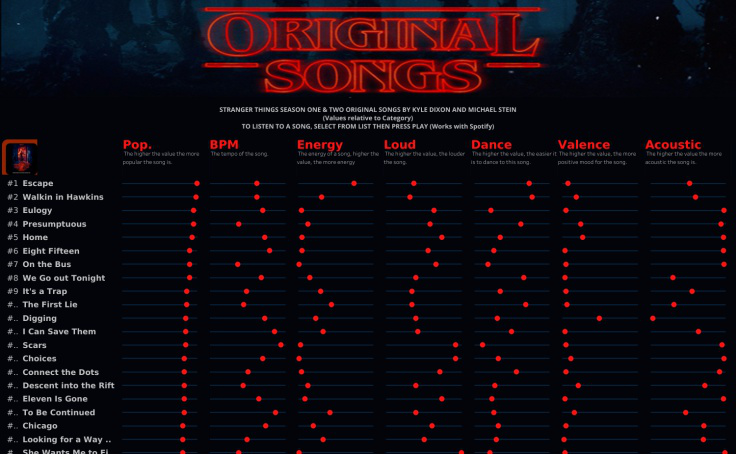 ORIGINAL
SONGS
STRANGER THINGS SEASON ONE & TWO ORIGINAL SONGS BY KYLE DIXON AND MICHAEL STEIN
(Values relative to Category)
TO LISTEN TO A SONG, SELECT FROM LIST THEN PRESS PLAY (Works with Spotify)
Pop. BPM Energy Loud Dance Valence Acoustic
The higher the value the more The tempo of the song. The energy of a song, higher the Higher the value, the louder Higher the value, the easier it The higher the value, the more The higher the value the more
popular the song is. value, the more energy the song. is to dance to this song. positive mood for the song. acoustic the song is.
#1 Escape
#2 Walkin in Hawkins
#3 Eulogy
#4 Presumptuous
#5 Home
#6 Eight Fifteen
#7 On the Bus
#8 We Go out Tonight
#9 It's a Trap
#.. The First Lie
#.. Digging
#.. I Can Save Them
#.. Scars
#.. Choices
#.. Connect the Dots
#.. Descent into the Rift
#.. Eleven Is Gone
#.. To Be Continued
#.. Chicago
#.. Looking for a Way ..
#.. She Wants Me to Fi..